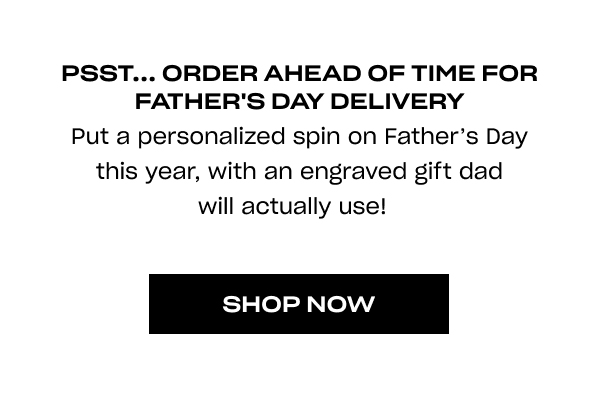 PSST... ORDER AHEAD OF TIME FOR
FATHER'S DAY DELIVERY
Put a personalized spin on Father’s Day
this year, with an engraved gift dad
will actually use!
SHOP NOW